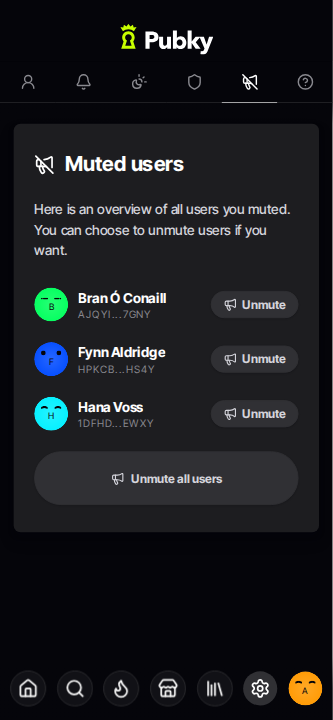 Pubky
Muted users
Here is an overview of all users you muted.
You can choose to unmute users if you
want.
B
Bran Ó Conaill
AJQYI...7GNY
Unmute
F
Fynn Aldridge
HPKCB...HS4Y
Unmute
H
Hana Voss
1DFHD...EWXY
Unmute
Unmute all users
A